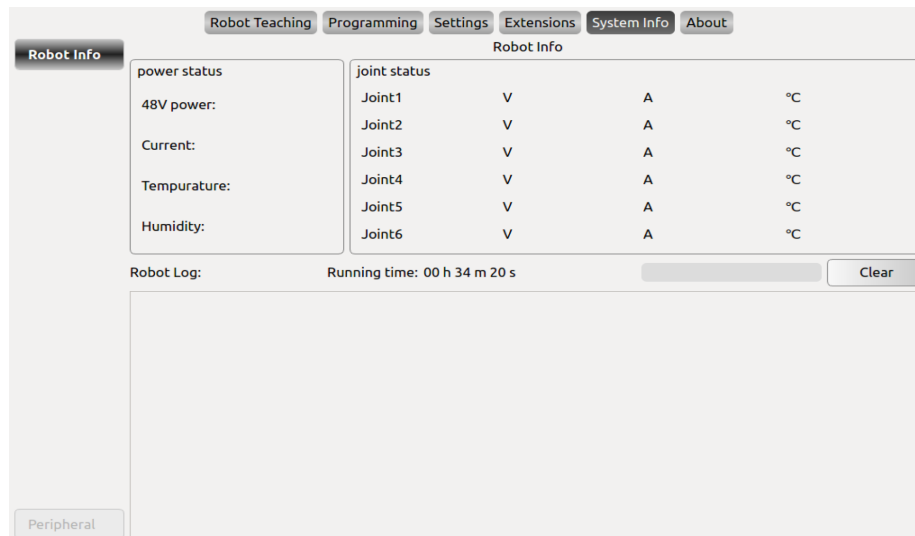 Robot Teaching Programming Settings Extensions System Info About
Robot Info
Robot Info
power status
48V power:
Current:
Tempurature:
Humidity:
joint status
Joint1 V A °C
Joint2 V A °C
Joint3 V A °C
Joint4 V A °C
Joint5 V A °C
Joint6 V A °C
Robot Log: Running time: 00 h 34 m 20 s Clear
Peripheral